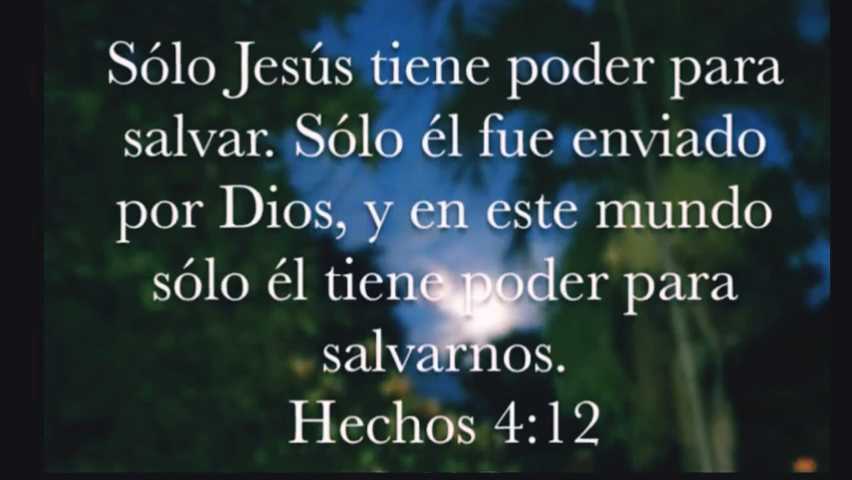 Sólo Jesús tiene poder para
salvar. Sólo él fue enviado
por Dios, y en este mundo
sólo él tiene poder para
salvarnos.
Hechos 4:12